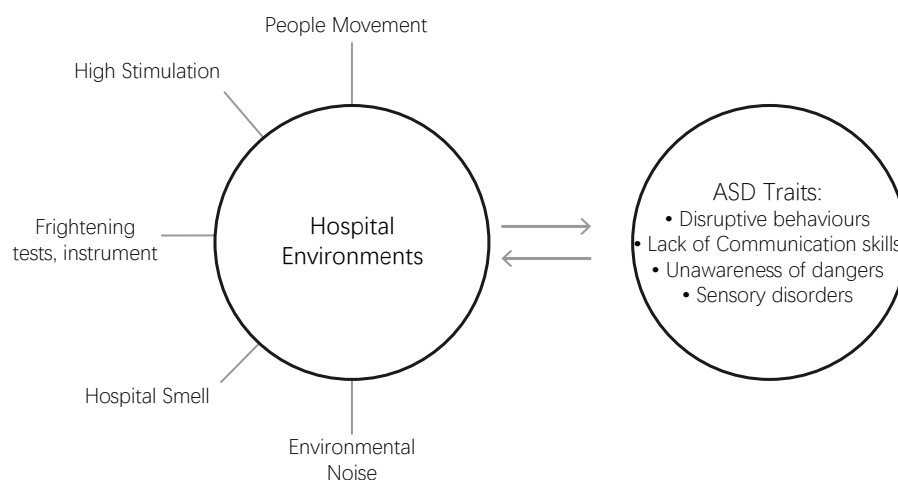 People Movement
High Stimulation
Frightening
tests, instrument
Hospital
Environments
Hospital Smell
Environmental
Noise
ASD Traits:
• Disruptive behaviours
• Lack of Communication skills
• Unawareness of dangers
• Sensory disorders